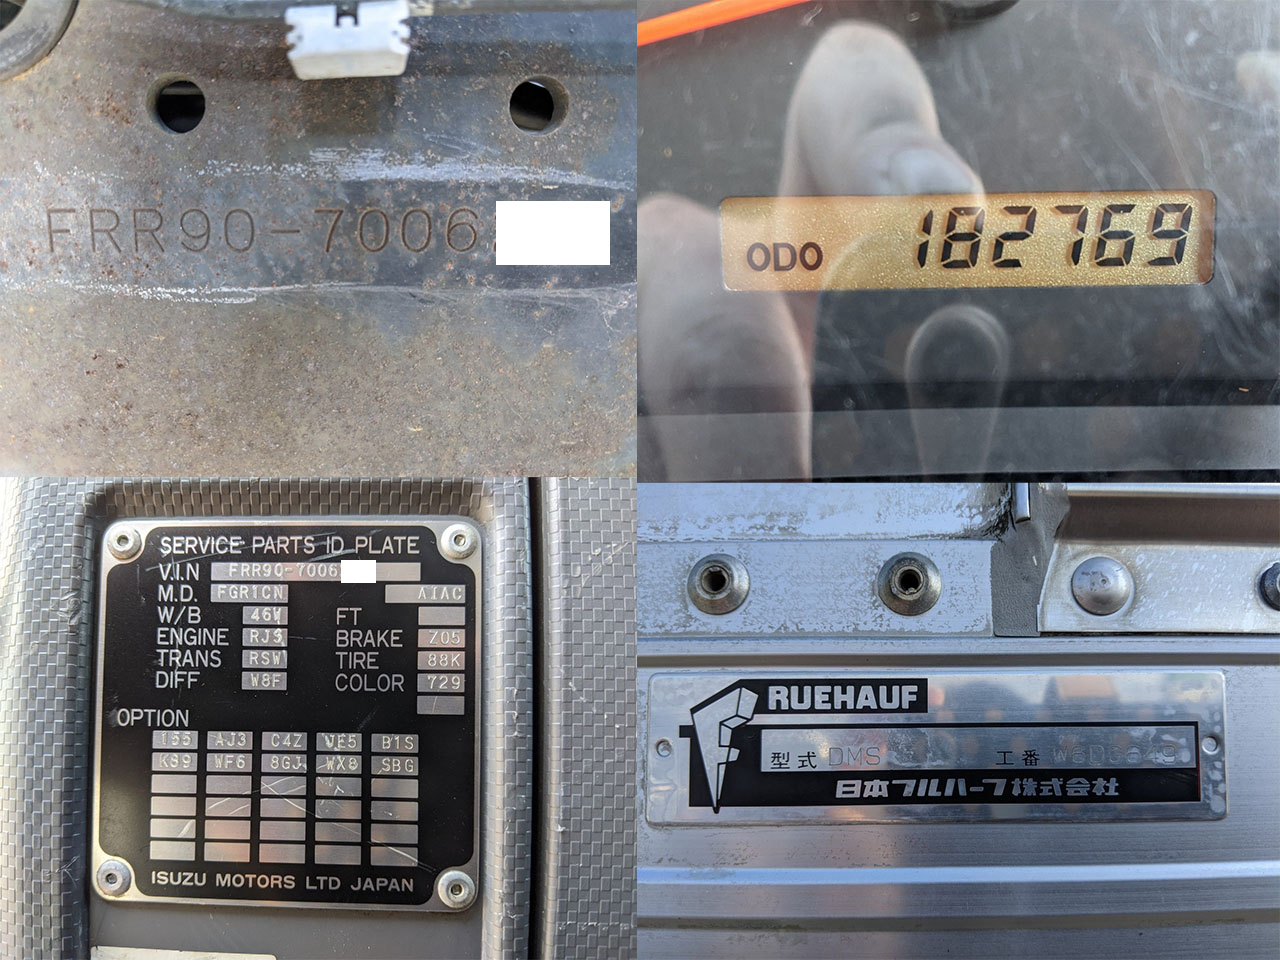 FRR90-7006
ODO 182769
SERVICE PARTS ID PLATE
V.I.N FRR90-7006
M.D. FGR1CN A1AC
W/B 46W FT
ENGINE RJS BRAKE Z05
TRANS RSW TIRE 88K
DIFF W8F COLOR 729
OPTION
155 AJ3 C4Z VE5 B1S
K89 WF6 8GJ WX8 SBG
ISUZU MOTORS LTD JAPAN
RUEHAUF
型式 DMS 工番
日本フルハーフ株式会社